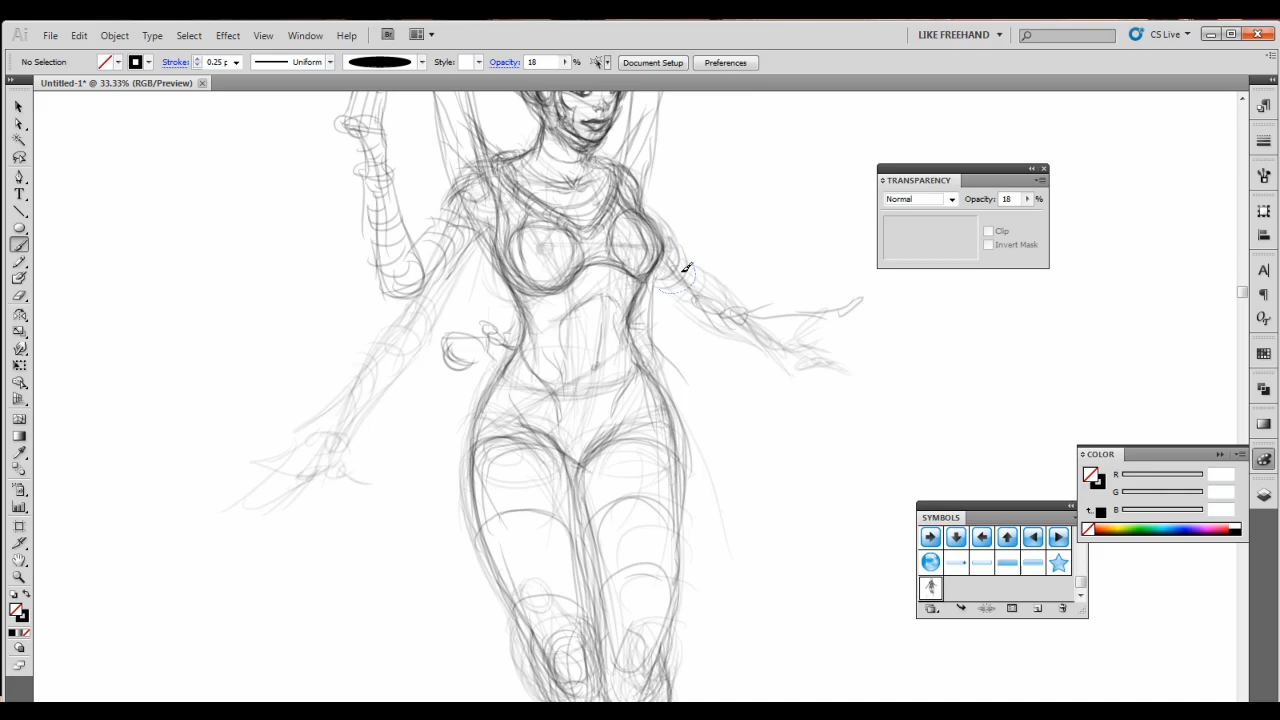 Ai File Edit Object Type Select Effect View Window Help Br LIKE FREEHAND CS Live
No Selection Stroke: 0.25 p Uniform Style: Opacity: 18 % Document Setup Preferences
Untitled-1* @ 33.33% (RGB/Preview)
TRANSPARENCY
Normal Opacity: 18 %
Clip
Invert Mask
COLOR
R
G
B
SYMBOLS